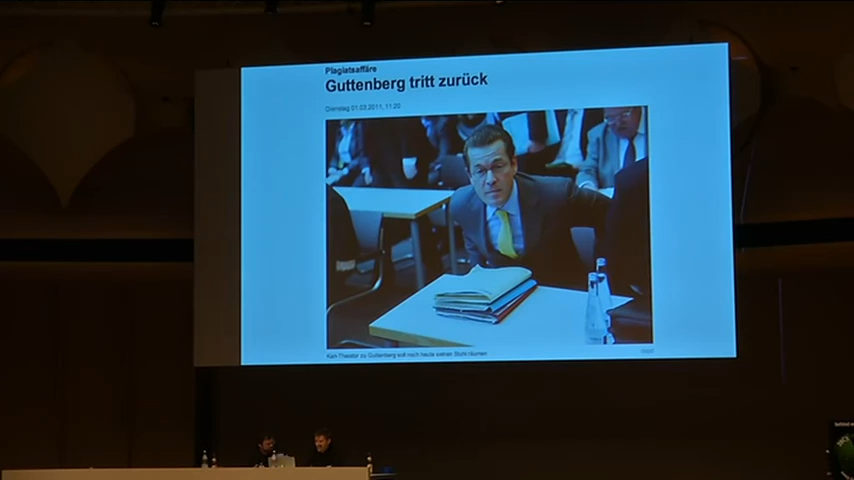 Plagiatsaffäre
Guttenberg tritt zurück
Dienstag 01.03.2011, 11:20
Karl-Theodor zu Guttenberg soll noch heute seinen Stuhl räumen